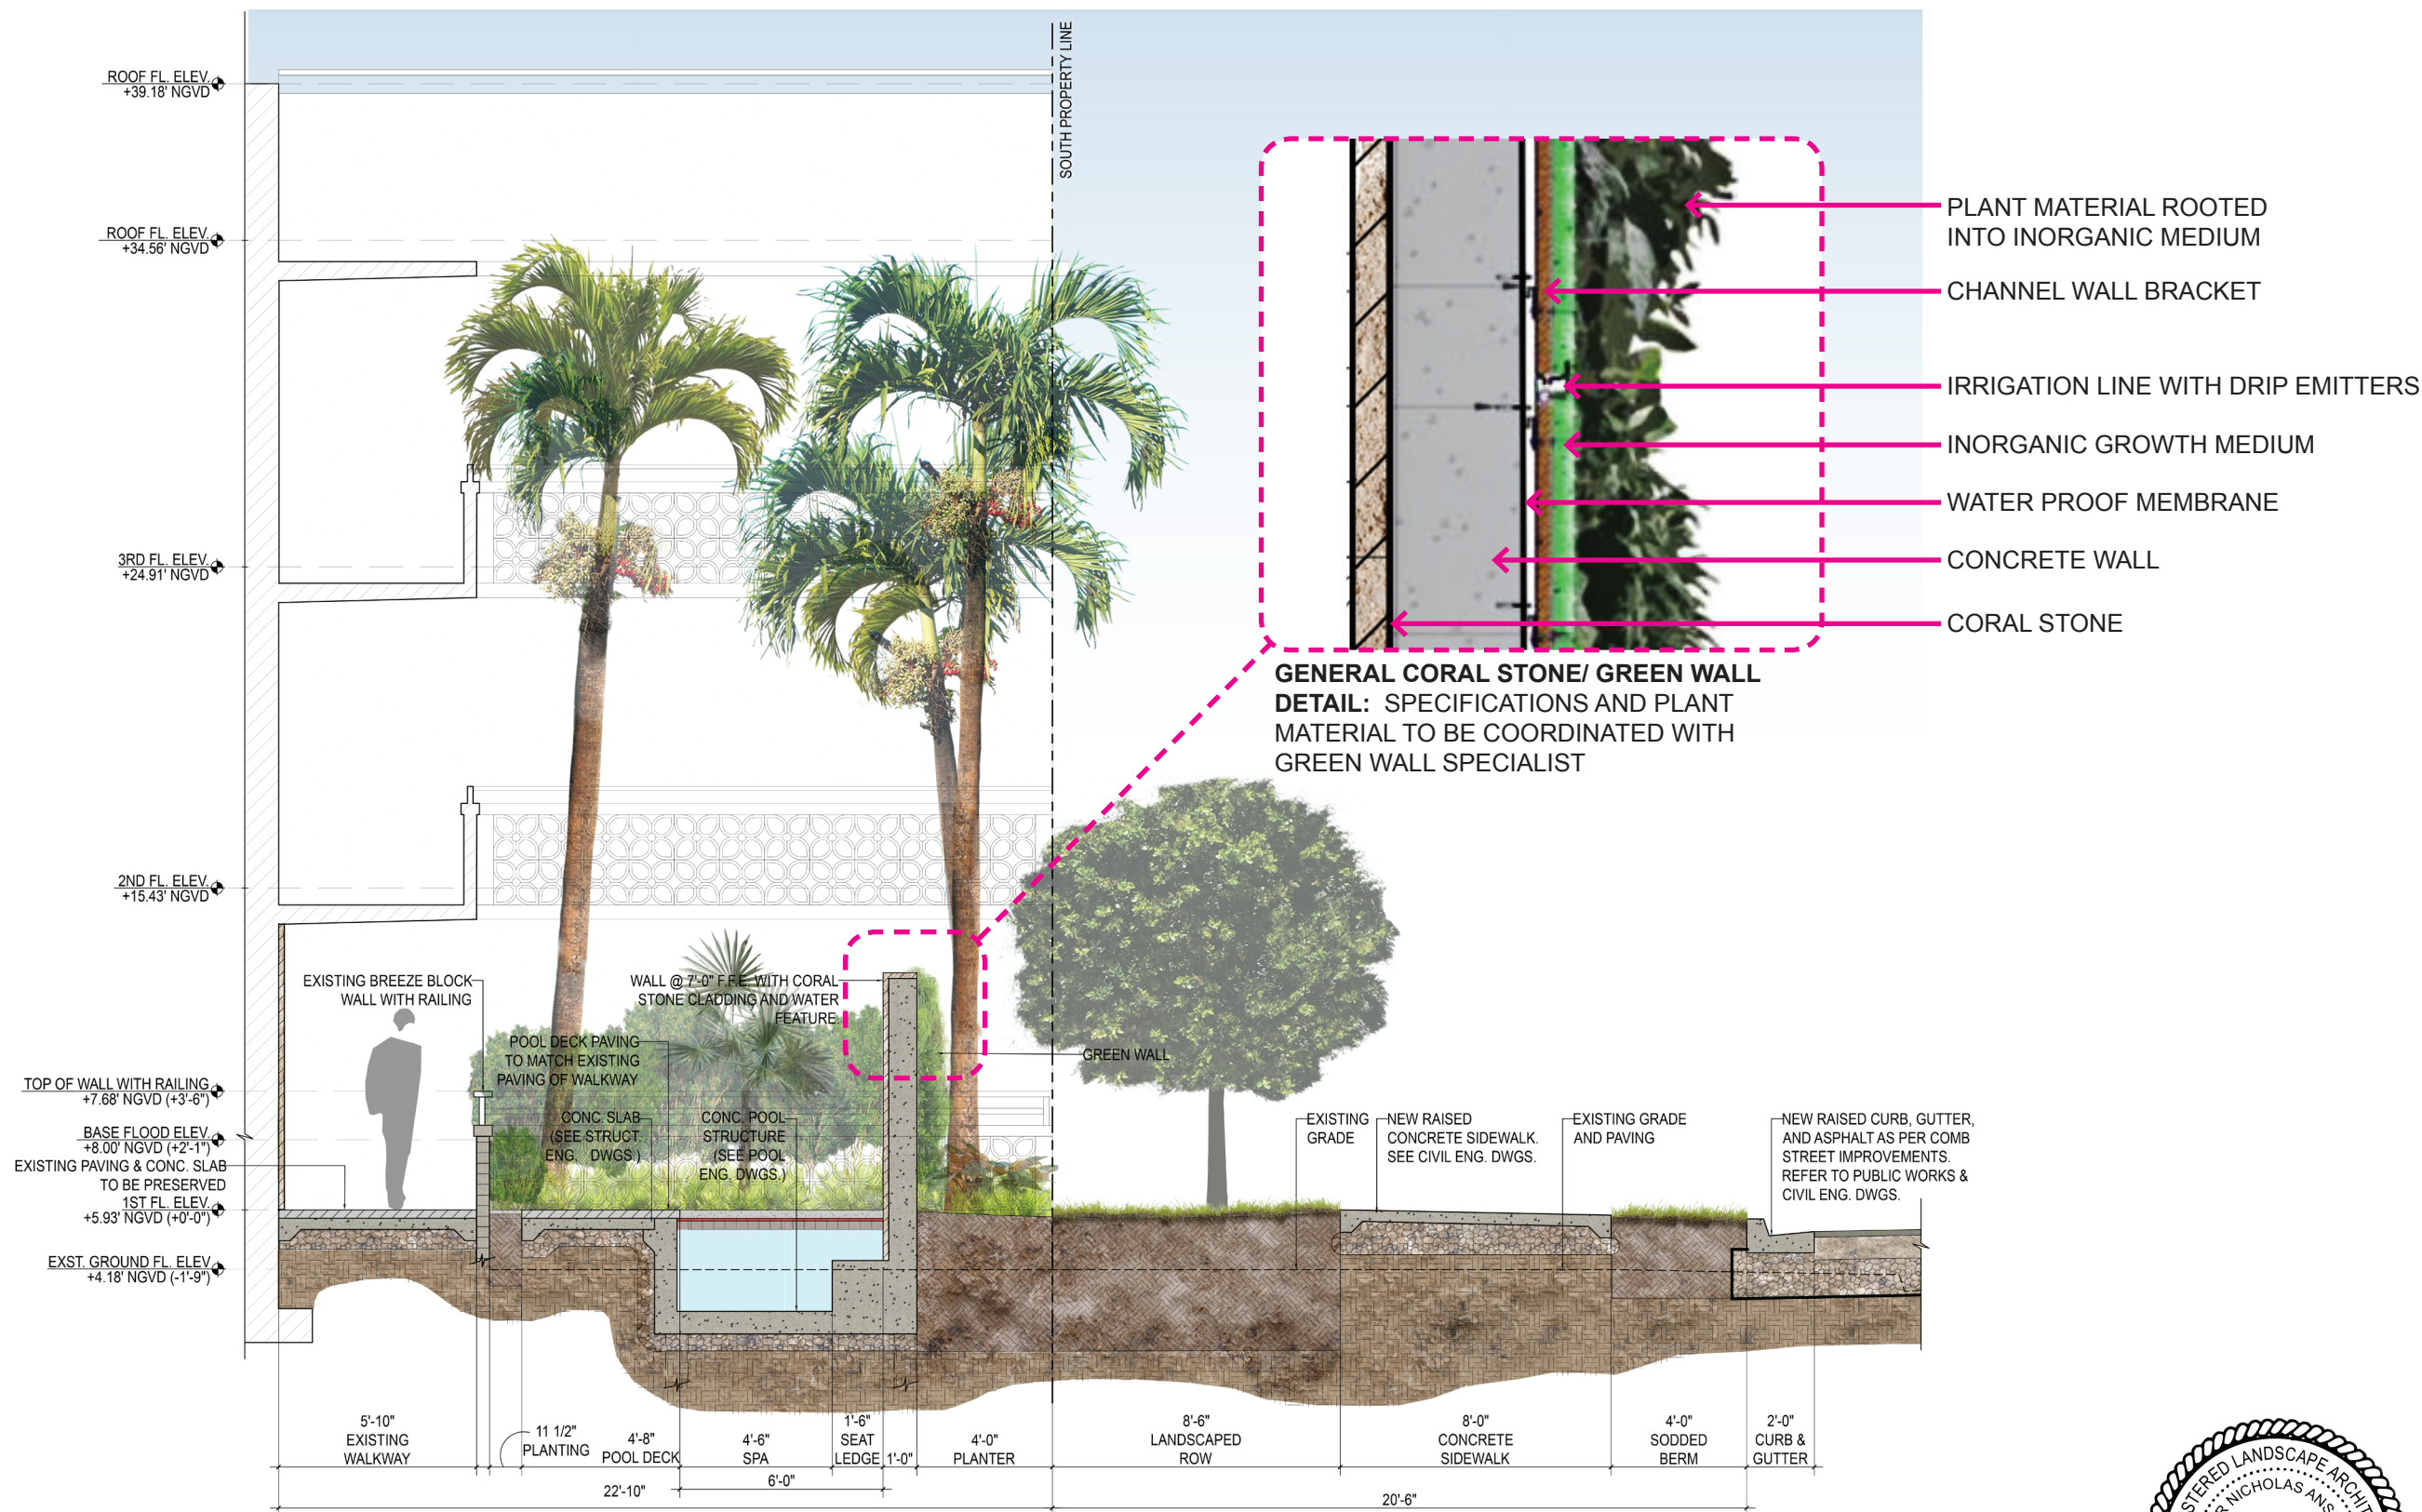 ROOF FL. ELEV.
+39.18' NGVD
ROOF FL. ELEV.
+34.56' NGVD
3RD FL. ELEV.
+24.91' NGVD
2ND FL. ELEV.
+15.43' NGVD
TOP OF WALL WITH RAILING
+7.68' NGVD (+3'-6")
BASE FLOOD ELEV.
+8.00' NGVD (+2'-1")
EXISTING PAVING & CONC. SLAB
TO BE PRESERVED
1ST FL. ELEV.
+5.93' NGVD (+0'-0")
EXST. GROUND FL. ELEV.
+4.18' NGVD (-1'-9")
SOUTH PROPERTY LINE
PLANT MATERIAL ROOTED
INTO INORGANIC MEDIUM
CHANNEL WALL BRACKET
IRRIGATION LINE WITH DRIP EMITTERS
INORGANIC GROWTH MEDIUM
WATER PROOF MEMBRANE
CONCRETE WALL
CORAL STONE
GENERAL CORAL STONE/ GREEN WALL
DETAIL: SPECIFICATIONS AND PLANT
MATERIAL TO BE COORDINATED WITH
GREEN WALL SPECIALIST
EXISTING BREEZE BLOCK
WALL WITH RAILING
WALL @ 7'-0" F.F.E. WITH CORAL
STONE CLADDING AND WATER
FEATURE.
POOL DECK PAVING
TO MATCH EXISTING
PAVING OF WALKWAY
GREEN WALL
CONC. SLAB
(SEE STRUCT.
ENG. DWGS.)
CONC. POOL
STRUCTURE
(SEE POOL
ENG. DWGS.)
EXISTING
GRADE
NEW RAISED
CONCRETE SIDEWALK.
SEE CIVIL ENG. DWGS.
EXISTING GRADE
AND PAVING
NEW RAISED CURB, GUTTER,
AND ASPHALT AS PER COMB
STREET IMPROVEMENTS.
REFER TO PUBLIC WORKS &
CIVIL ENG. DWGS.
5'-10"
EXISTING
WALKWAY
11 1/2"
PLANTING
4'-8"
POOL DECK
4'-6"
SPA
1'-6"
SEAT
LEDGE
1'-0"
4'-0"
PLANTER
8'-6"
LANDSCAPED
ROW
8'-0"
CONCRETE
SIDEWALK
4'-0"
SODDED
BERM
2'-0"
CURB &
GUTTER
6'-0"
22'-10"
20'-6"
NICHOLAS
LANDSCAPE